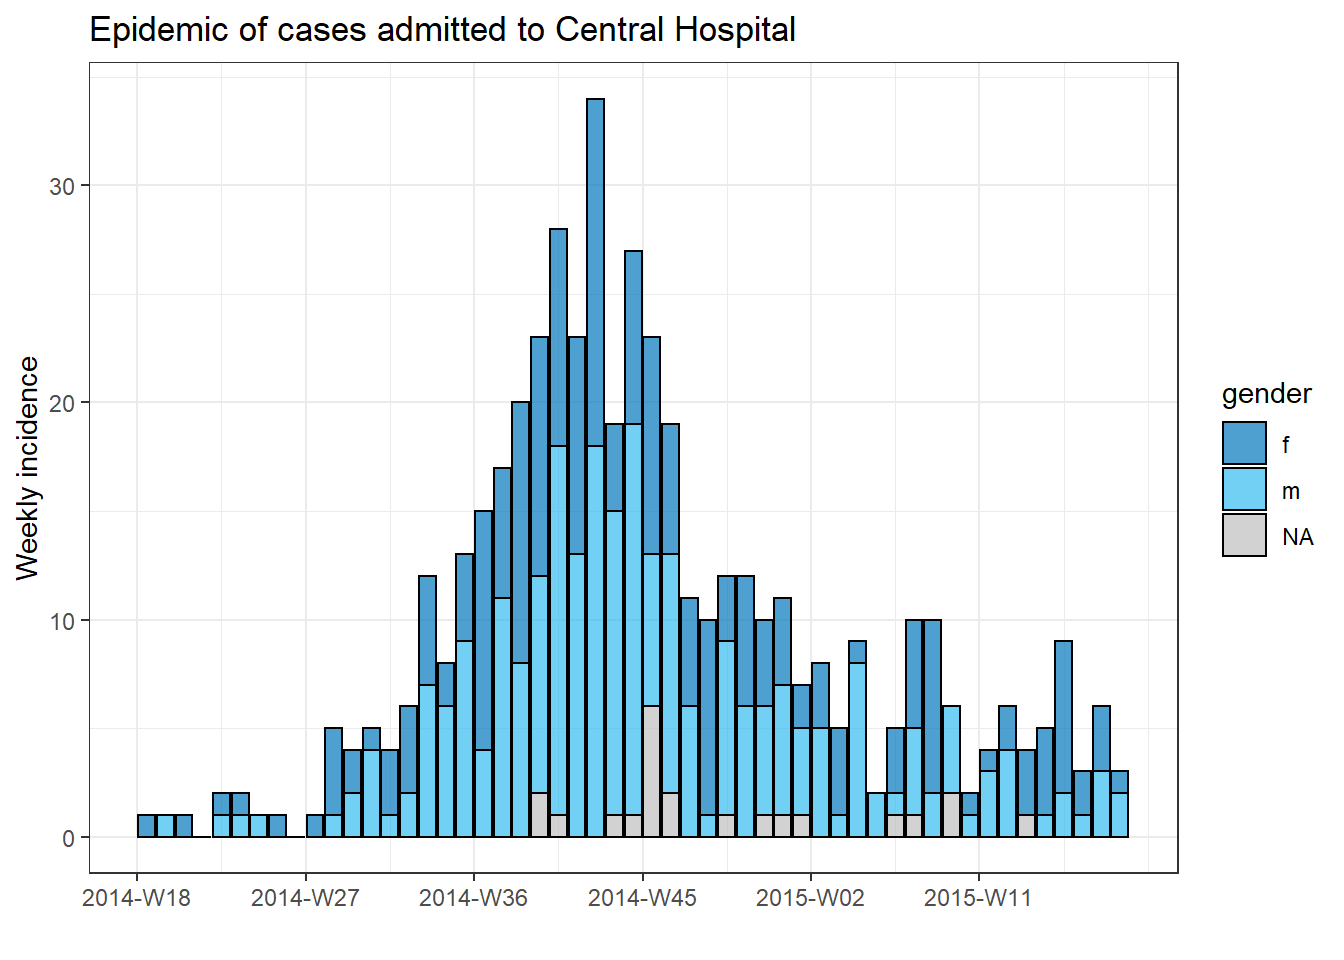 Epidemic of cases admitted to Central Hospital
Weekly incidence
30
20
10
0
2014-W18
2014-W27
2014-W36
2014-W45
2015-W02
2015-W11
gender
f
m
NA